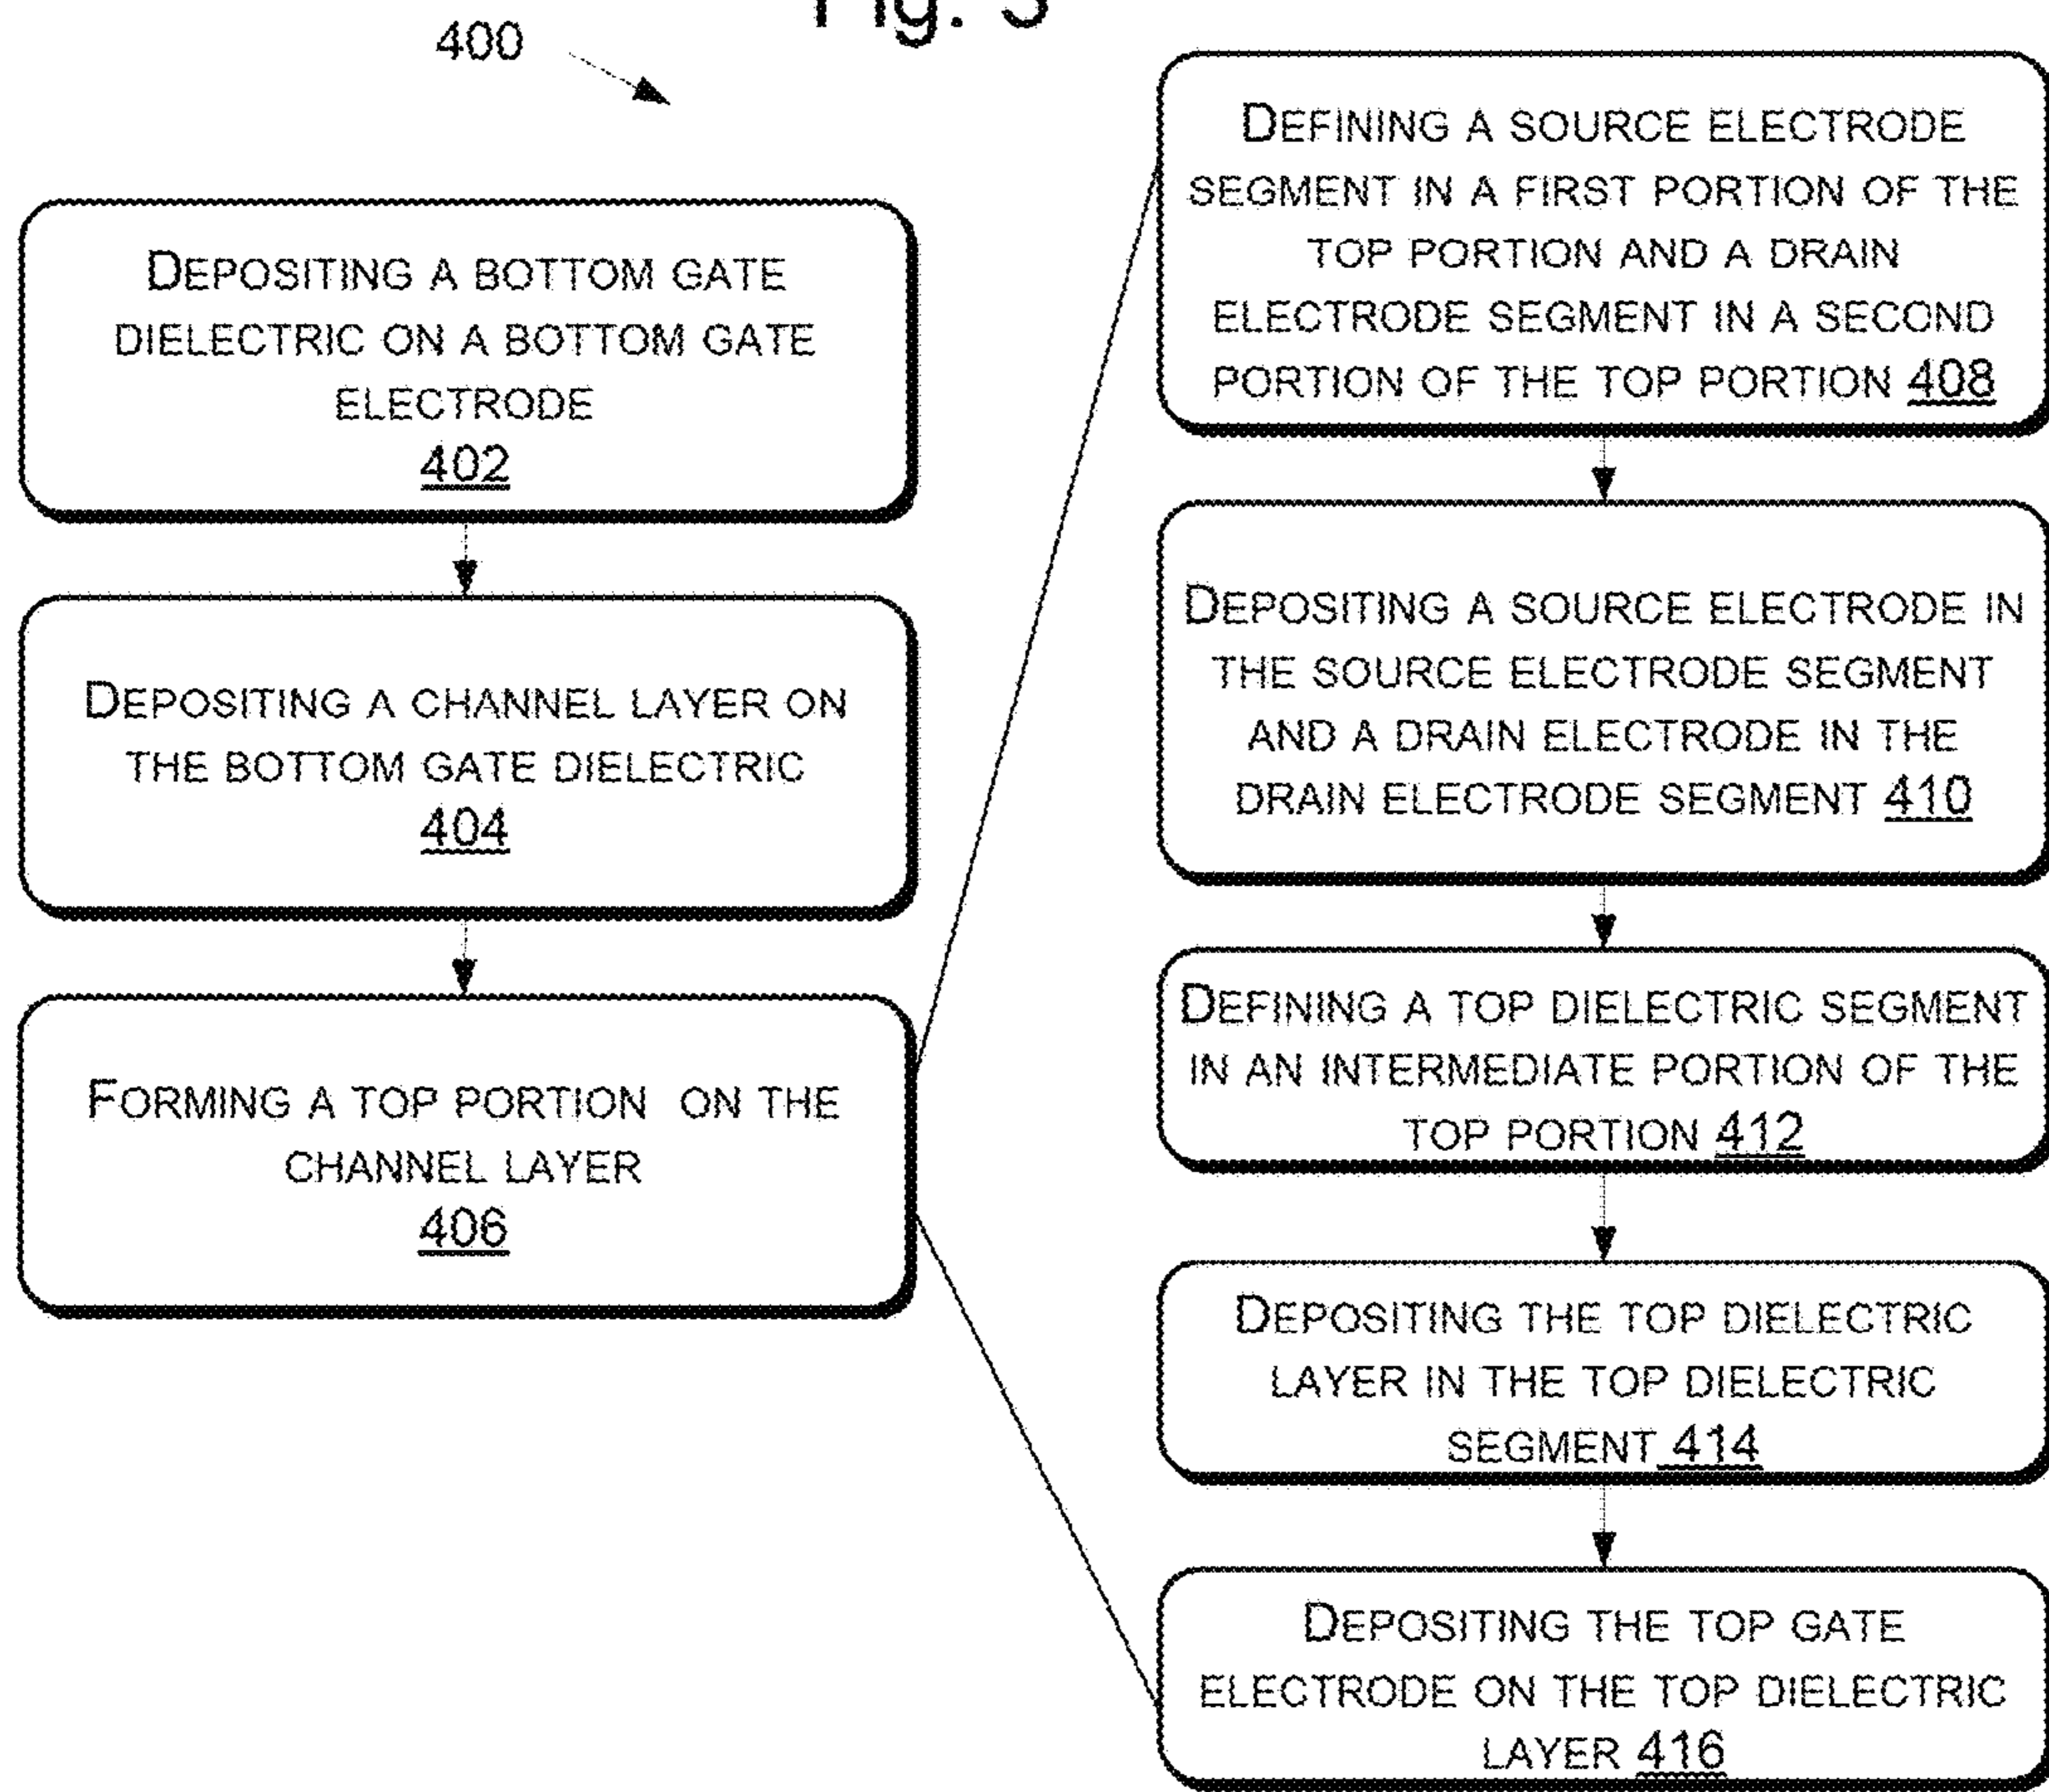 Fig. 3
400
DEPOSITING A BOTTOM GATE
DIELECTRIC ON A BOTTOM GATE
ELECTRODE
402
DEPOSITING A CHANNEL LAYER ON
THE BOTTOM GATE DIELECTRIC
404
FORMING A TOP PORTION ON THE
CHANNEL LAYER
406
DEFINING A SOURCE ELECTRODE
SEGMENT IN A FIRST PORTION OF THE
TOP PORTION AND A DRAIN
ELECTRODE SEGMENT IN A SECOND
PORTION OF THE TOP PORTION 408
DEPOSITING A SOURCE ELECTRODE IN
THE SOURCE ELECTRODE SEGMENT
AND A DRAIN ELECTRODE IN THE
DRAIN ELECTRODE SEGMENT 410
DEFINING A TOP DIELECTRIC SEGMENT
IN AN INTERMEDIATE PORTION OF THE
TOP PORTION 412
DEPOSITING THE TOP DIELECTRIC
LAYER IN THE TOP DIELECTRIC
SEGMENT 414
DEPOSITING THE TOP GATE
ELECTRODE ON THE TOP DIELECTRIC
LAYER 416